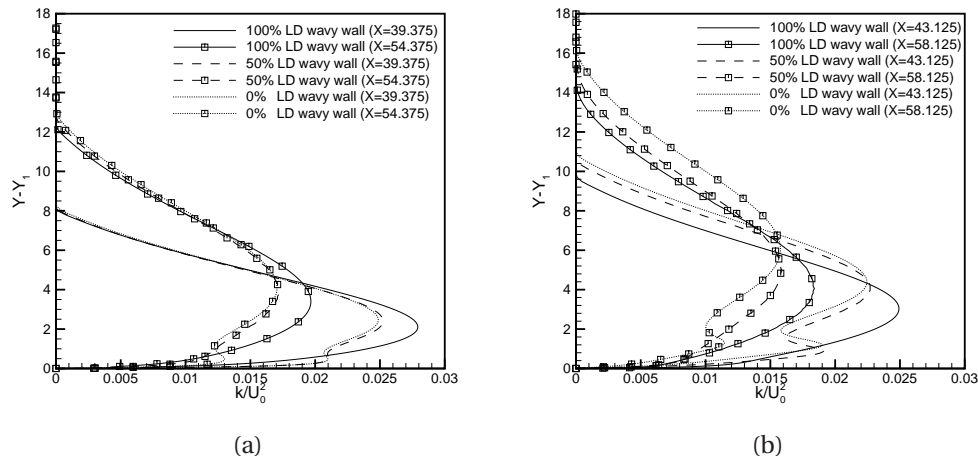 100% LD wavy wall (X=39.375)
100% LD wavy wall (X=54.375)
50% LD wavy wall (X=39.375)
50% LD wavy wall (X=54.375)
0% LD wavy wall (X=39.375)
0% LD wavy wall (X=54.375)
Y-Y₁
18
16
14
12
10
8
6
4
2
0
0 0.005 0.01 0.015 0.02 0.025 0.03
k/U₀²
(a)
100% LD wavy wall (X=43.125)
100% LD wavy wall (X=58.125)
50% LD wavy wall (X=43.125)
50% LD wavy wall (X=58.125)
0% LD wavy wall (X=43.125)
0% LD wavy wall (X=58.125)
Y-Y₁
18
16
14
12
10
8
6
4
2
0
0 0.005 0.01 0.015 0.02 0.025 0.03
k/U₀²
(b)